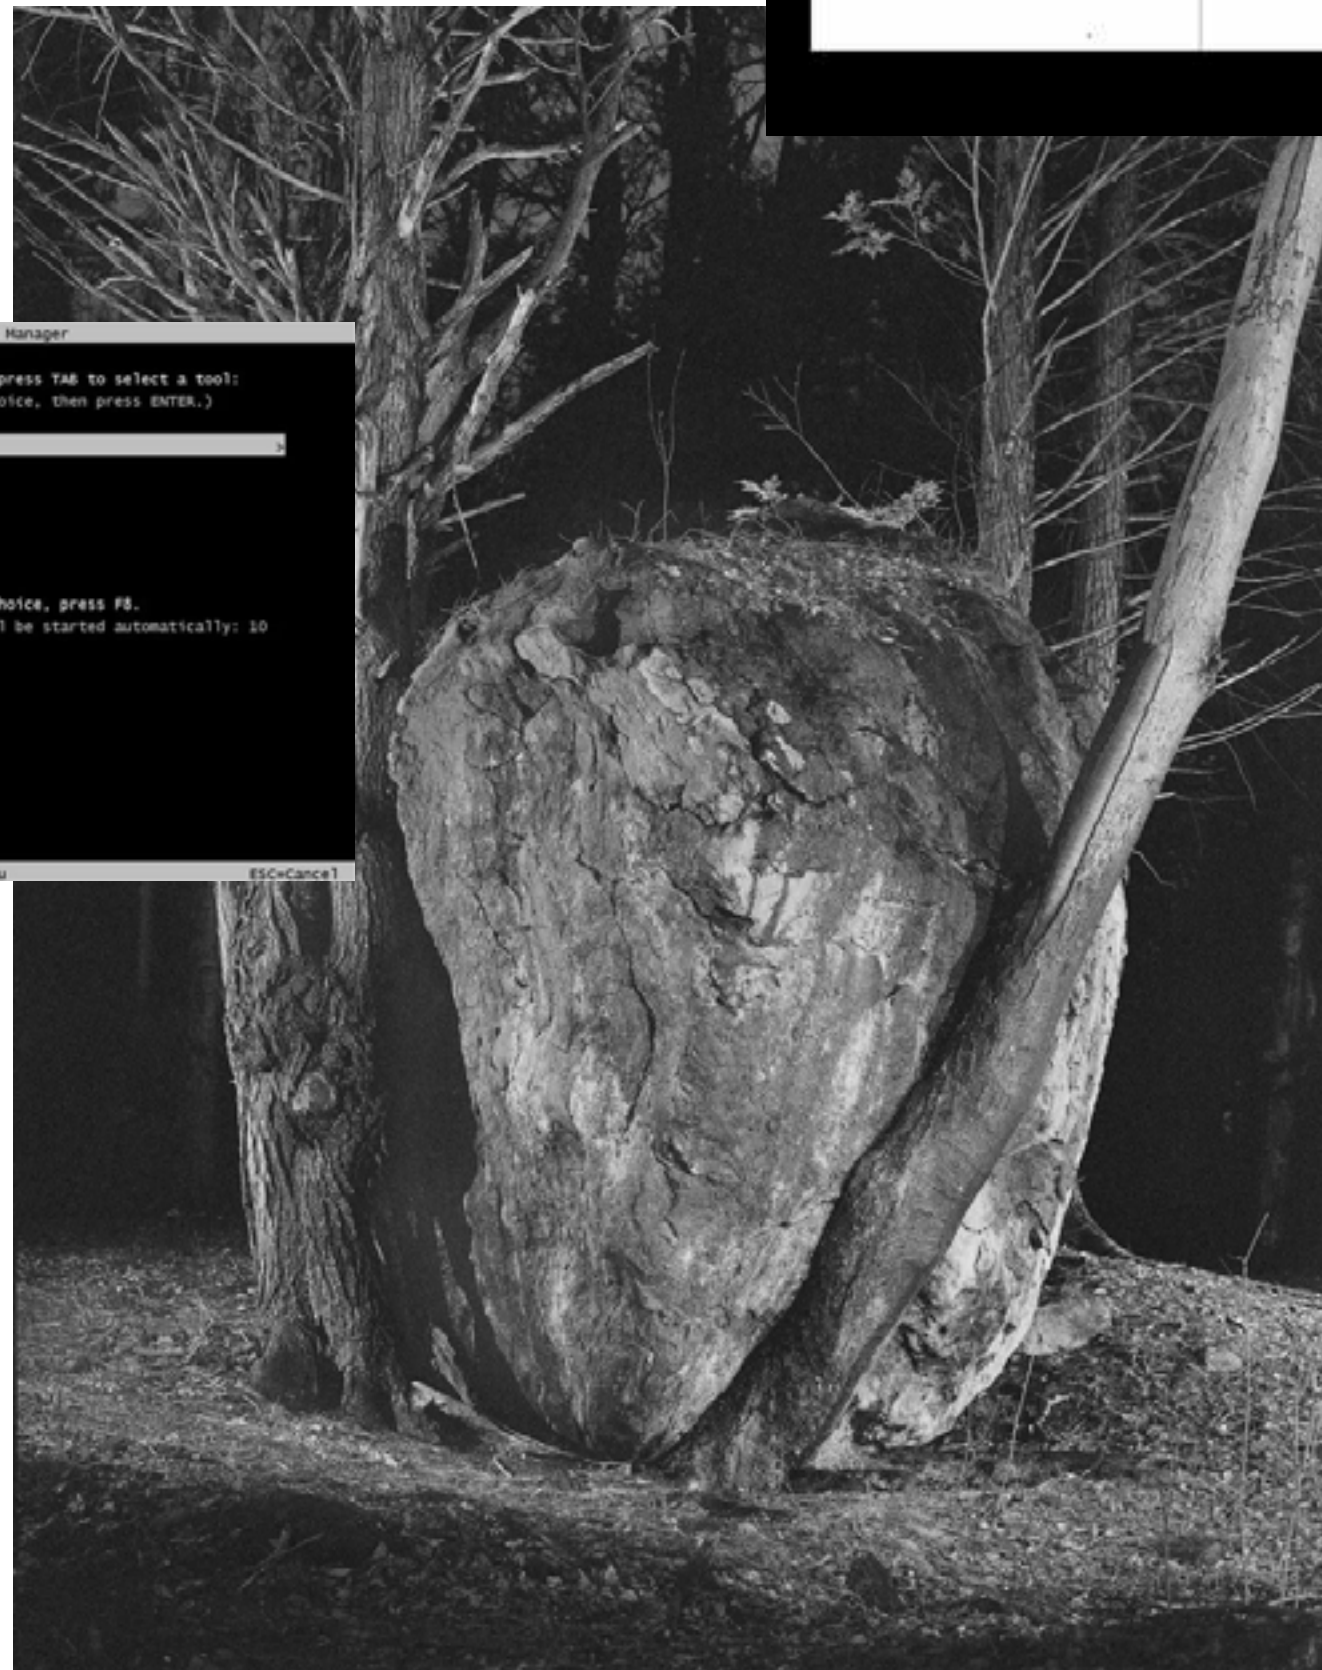 Manager
press TAB to select a tool:
oice, then press ENTER.)
>
hoice, press F8.
l be started automatically: 10
u
ESC=Cancel